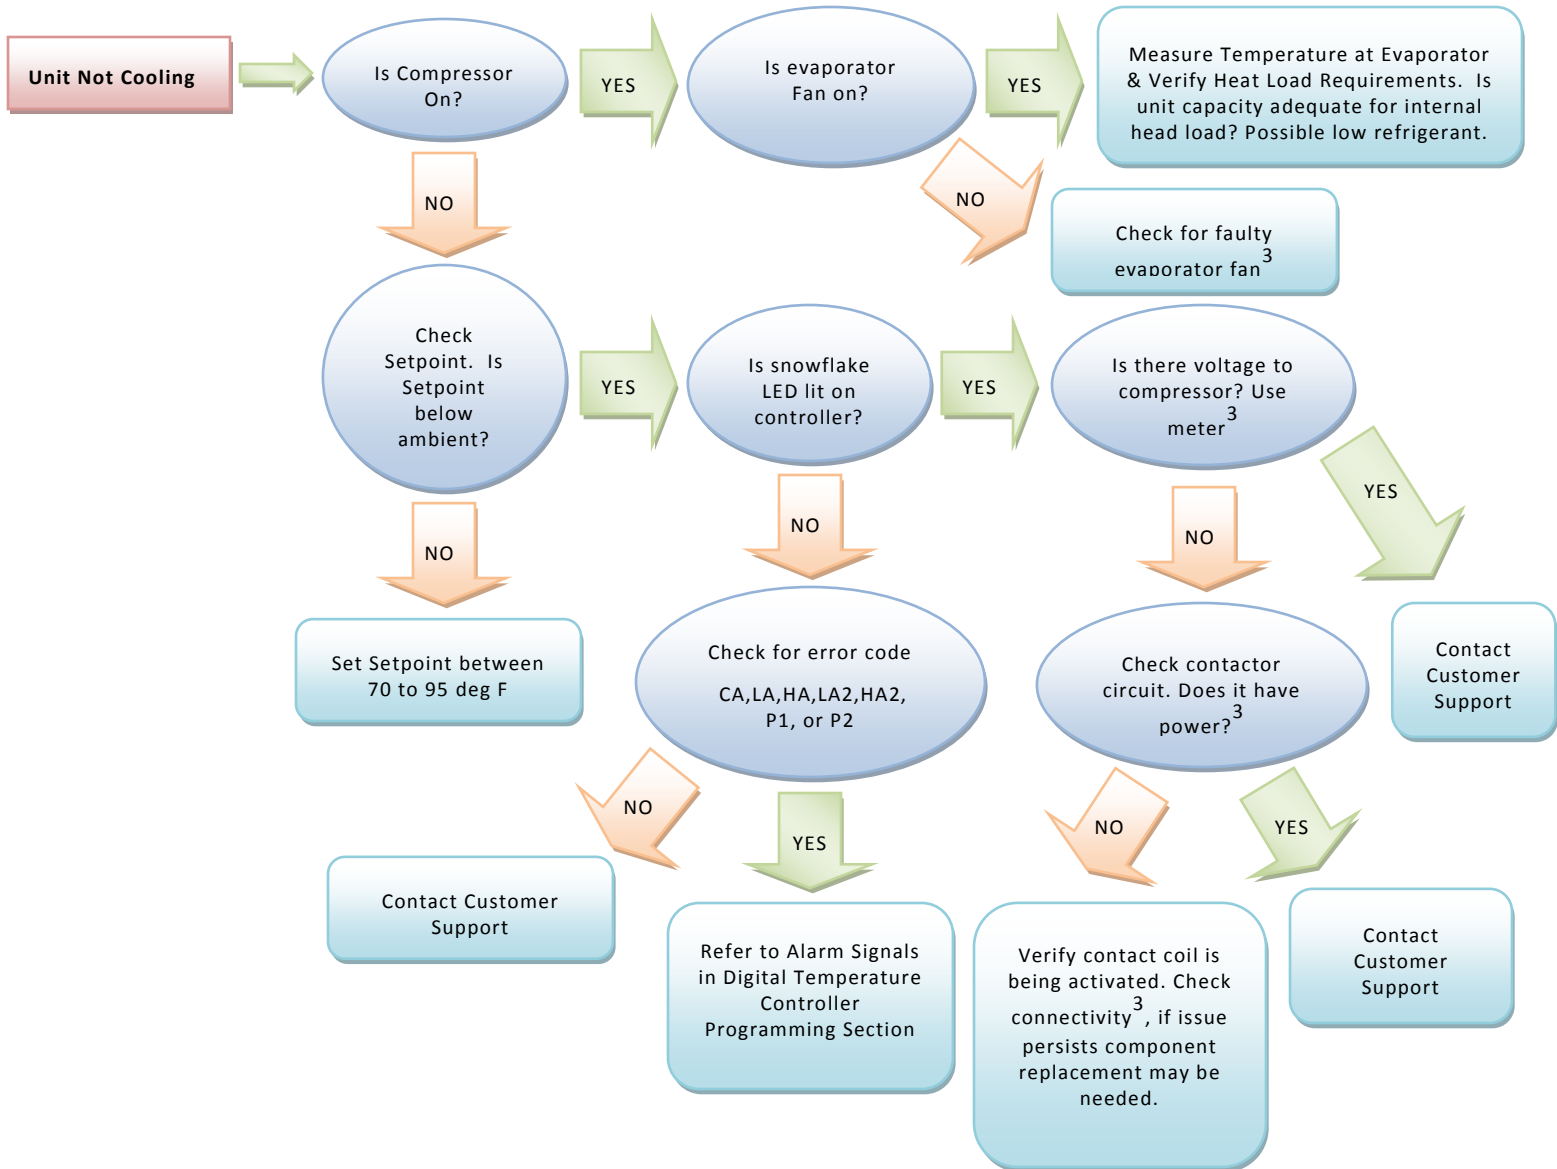 Unit Not Cooling
Is Compressor
On?
YES
Is evaporator
Fan on?
YES
Measure Temperature at Evaporator
& Verify Heat Load Requirements.  Is
unit capacity adequate for internal
head load? Possible low refrigerant.
NO
NO
Check for faulty
evaporator fan3
Check
Setpoint.  Is
Setpoint
below
ambient?
YES
Is snowflake
LED lit on
controller?
YES
Is there voltage to
compressor? Use
meter3
YES
NO
NO
NO
Set Setpoint between
70 to 95 deg F
Check for error code
CA,LA,HA,LA2,HA2,
P1, or P2
Check contactor
circuit. Does it have
power?3
Contact
Customer
Support
NO
YES
NO
YES
Contact Customer
Support
Refer to Alarm Signals
in Digital Temperature
Controller
Programming Section
Verify contact coil is
being activated. Check
connectivity3, if issue
persists component
replacement may be
needed.
Contact
Customer
Support